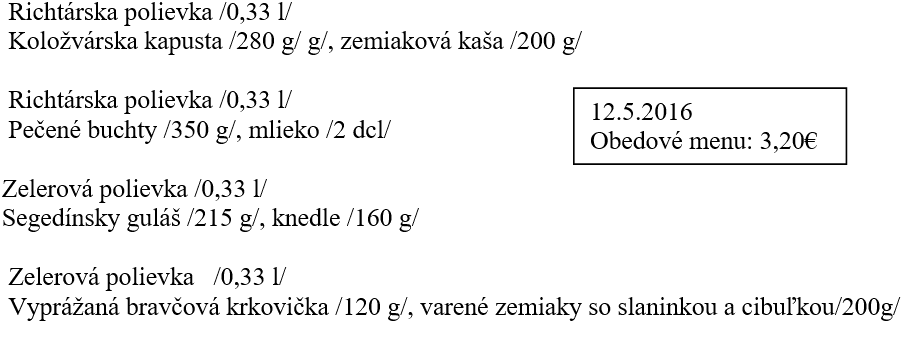 Richtárska polievka /0,33 l/
Koložvárska kapusta /280 g/ g/, zemiaková kaša /200 g/
Richtárska polievka /0,33 l/
Pečené buchty /350 g/, mlieko /2 dcl/
12.5.2016
Obedové menu: 3,20€
Zelerová polievka /0,33 l/
Segedínsky guláš /215 g/, knedle /160 g/
Zelerová polievka /0,33 l/
Vyprážaná bravčová krkovička /120 g/, varené zemiaky so slaninkou a cibuľkou/200g/